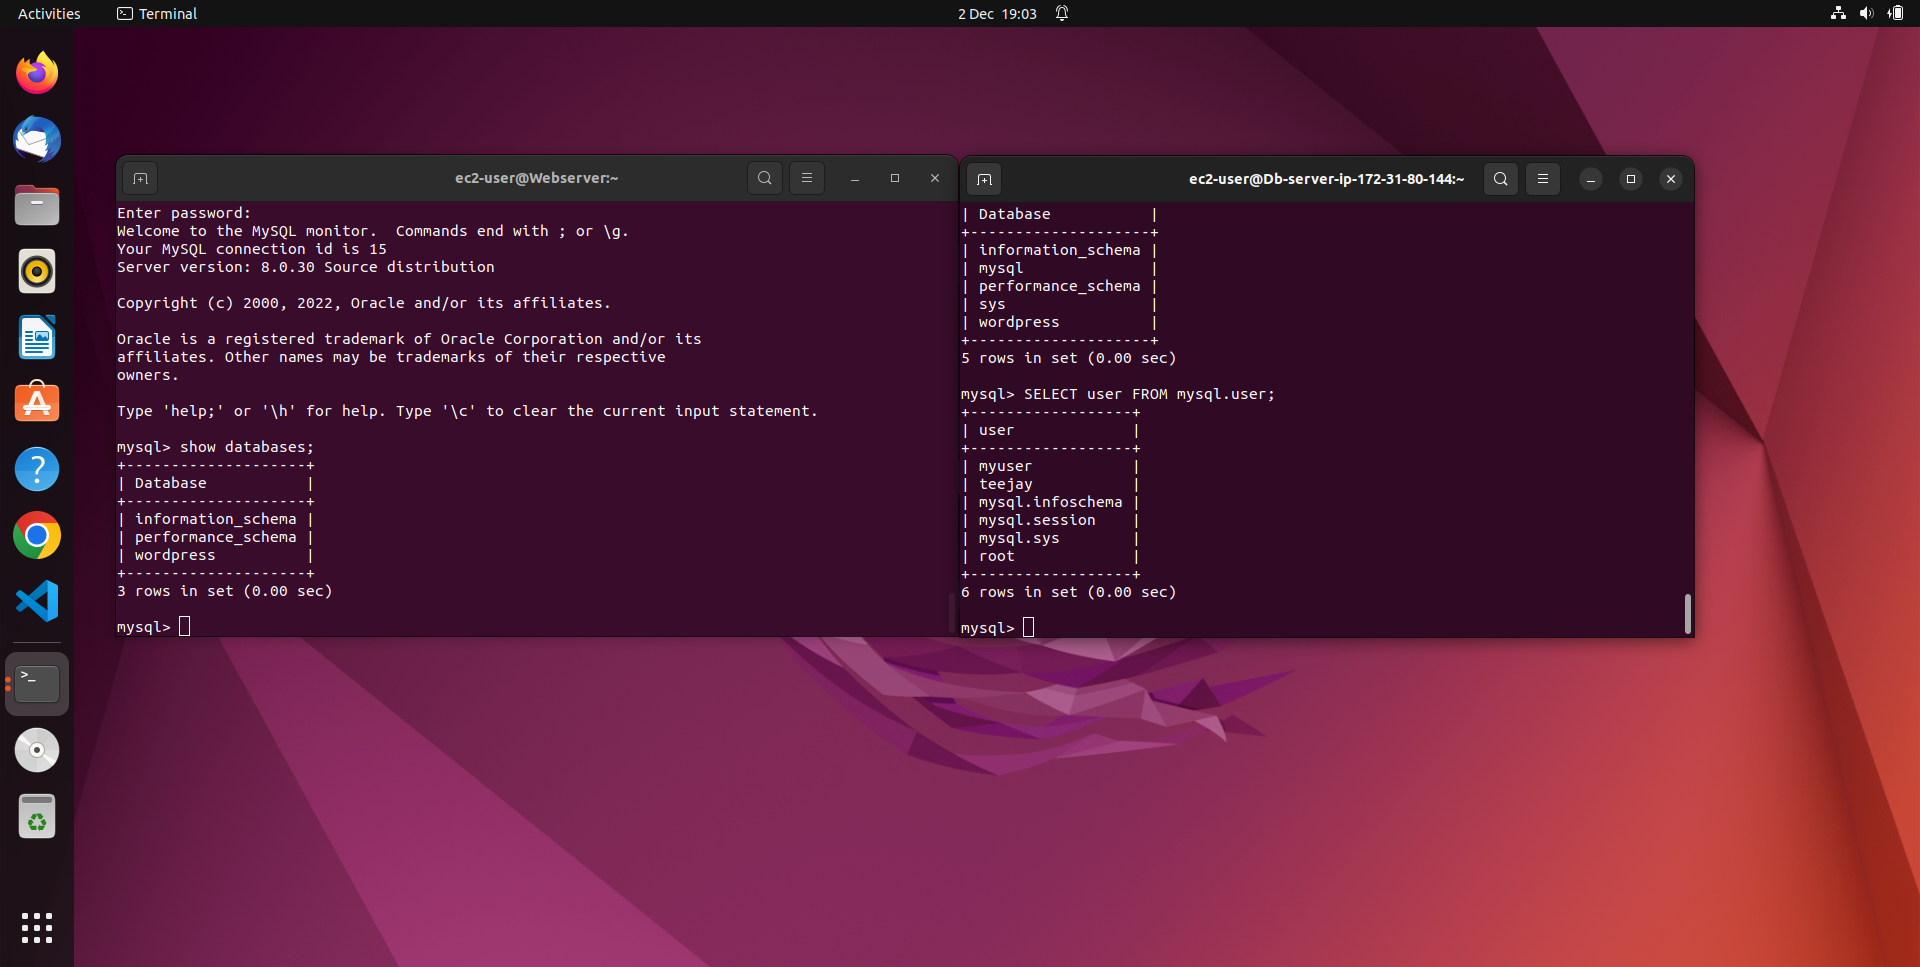 Activities
Terminal
2 Dec 19:03
ec2-user@Webserver:~
Enter password:
Welcome to the MySQL monitor.  Commands end with ; or \g.
Your MySQL connection id is 15
Server version: 8.0.30 Source distribution
Copyright (c) 2000, 2022, Oracle and/or its affiliates.
Oracle is a registered trademark of Oracle Corporation and/or its
affiliates. Other names may be trademarks of their respective
owners.
Type 'help;' or '\h' for help. Type '\c' to clear the current input statement.
mysql> show databases;
+--------------------+
| Database           |
+--------------------+
| information_schema |
| performance_schema |
| wordpress          |
+--------------------+
3 rows in set (0.00 sec)
mysql>
ec2-user@Db-server-ip-172-31-80-144:~
| Database           |
+--------------------+
| information_schema |
| mysql              |
| performance_schema |
| sys                |
| wordpress          |
+--------------------+
5 rows in set (0.00 sec)
mysql> SELECT user FROM mysql.user;
+------------------+
| user             |
+------------------+
| myuser           |
| teejay           |
| mysql.infoschema |
| mysql.session    |
| mysql.sys        |
| root             |
+------------------+
6 rows in set (0.00 sec)
mysql>